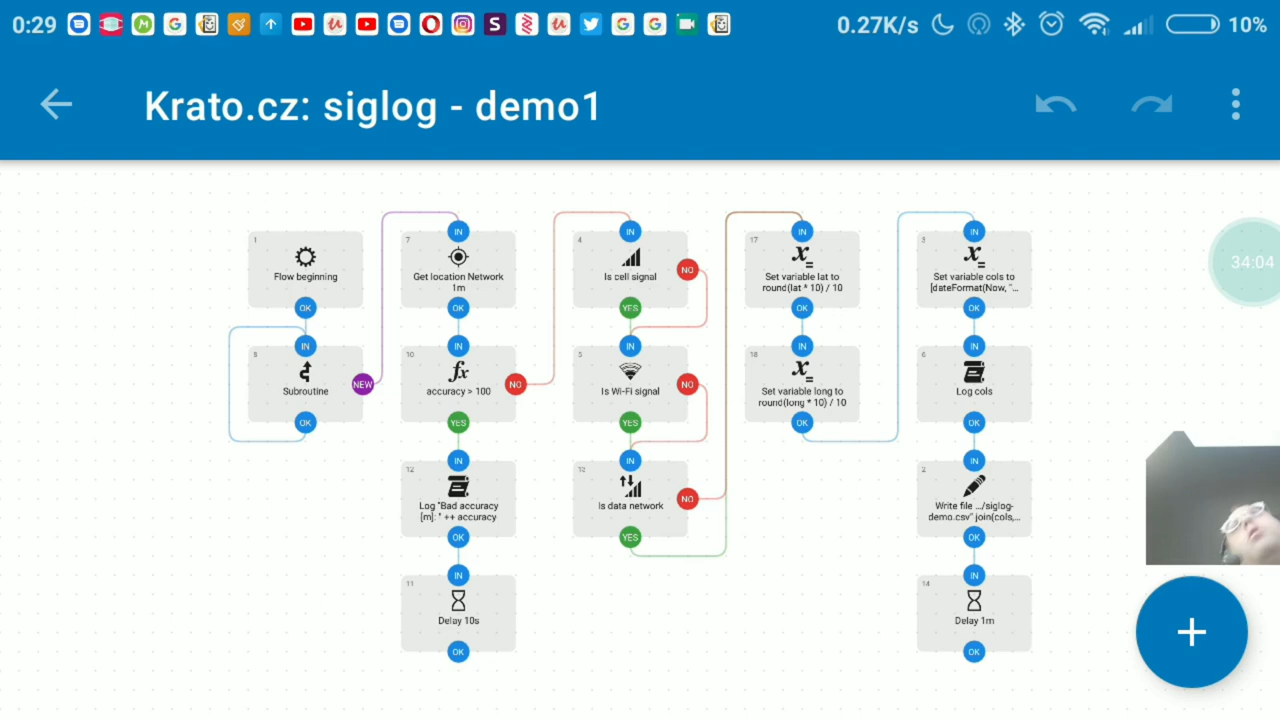 0:29
0.27K/s
10%
Krato.cz: siglog - demo1
34:04
1
Flow beginning
OK
IN
Subroutine
NEW
OK
IN
7
Get location Network
1m
OK
IN
10
accuracy > 100
NO
YES
IN
12
Log "Bad accuracy
[m]: " ++ accuracy
OK
IN
11
Delay 10s
OK
IN
4
Is cell signal
NO
YES
IN
Is Wi-Fi signal
NO
YES
IN
Is data network
NO
YES
IN
17
Set variable lat to
round(lat * 10) / 10
OK
IN
18
Set variable long to
round(long * 10) / 10
OK
IN
Set variable cols to
[dateFormat(Now, "...
OK
IN
6
Log cols
OK
IN
2
Write file .../siglog-
demo.csv" join(cols,...
OK
IN
14
Delay 1m
OK